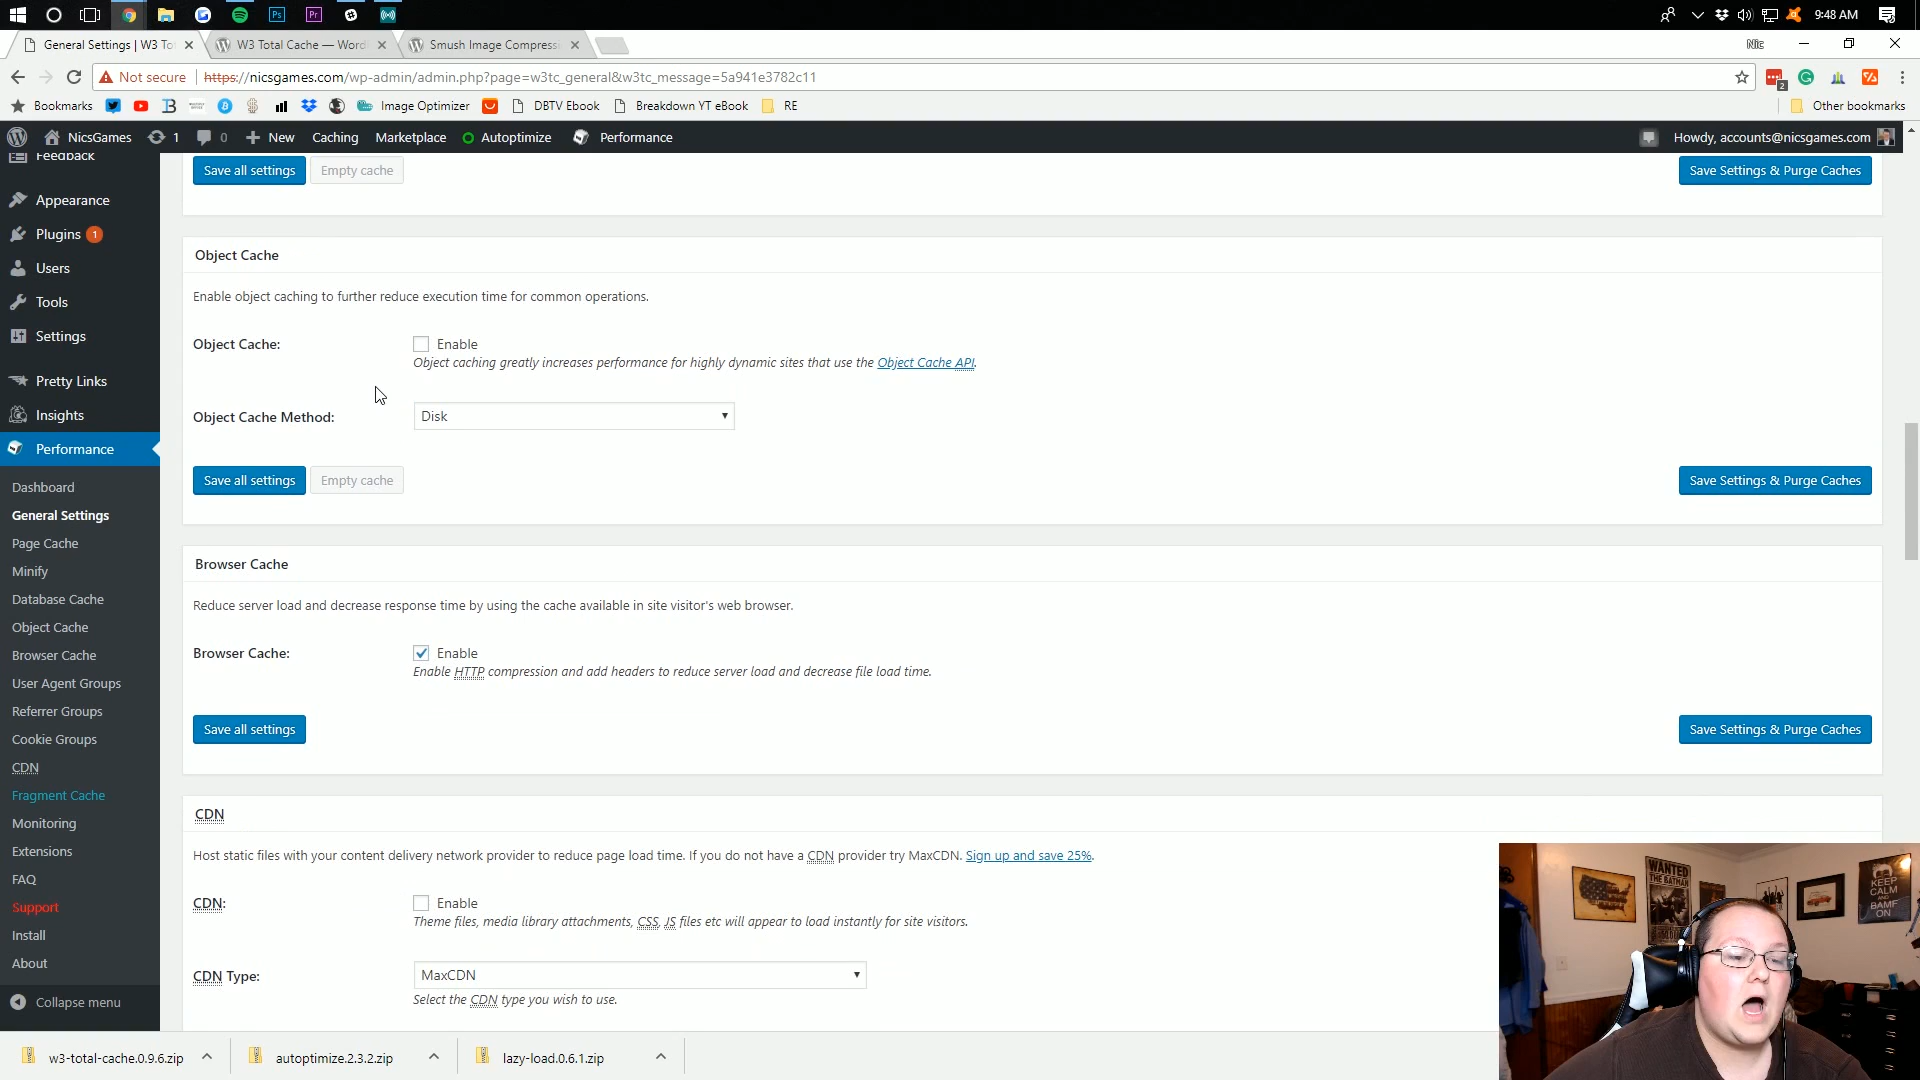 9:48 AM
General Settings | W3 To
W3 Total Cache — Word
Smush Image Compress
Nic
Not secure
https://nicsgames.com/wp-admin/admin.php?page=w3tc_general&w3tc_message=5a941e3782c11
2
Bookmarks
Image Optimizer
DBTV Ebook
Breakdown YT eBook
RE
Other bookmarks
NicsGames
1
0
New
Caching
Marketplace
Autoptimize
Performance
Howdy, accounts@nicsgames.com
Feedback
Appearance
Plugins 1
Users
Tools
Settings
Pretty Links
Insights
Performance
Dashboard
General Settings
Page Cache
Minify
Database Cache
Object Cache
Browser Cache
User Agent Groups
Referrer Groups
Cookie Groups
CDN
Fragment Cache
Monitoring
Extensions
FAQ
Support
Install
About
Collapse menu
Save all settings
Empty cache
Save Settings & Purge Caches
Object Cache
Enable object caching to further reduce execution time for common operations.
Object Cache:
Enable
Object caching greatly increases performance for highly dynamic sites that use the Object Cache API.
Object Cache Method:
Disk
Save all settings
Empty cache
Save Settings & Purge Caches
Browser Cache
Reduce server load and decrease response time by using the cache available in site visitor's web browser.
Browser Cache:
Enable
Enable HTTP compression and add headers to reduce server load and decrease file load time.
Save all settings
Save Settings & Purge Caches
CDN
Host static files with your content delivery network provider to reduce page load time. If you do not have a CDN provider try MaxCDN. Sign up and save 25%.
CDN:
Enable
Theme files, media library attachments, CSS, JS files etc will appear to load instantly for site visitors.
CDN Type:
MaxCDN
Select the CDN type you wish to use.
WANTED
THE BATMAN
KEEP
CALM
AND
BAMF
ON
w3-total-cache.0.9.6.zip
autoptimize.2.3.2.zip
lazy-load.0.6.1.zip